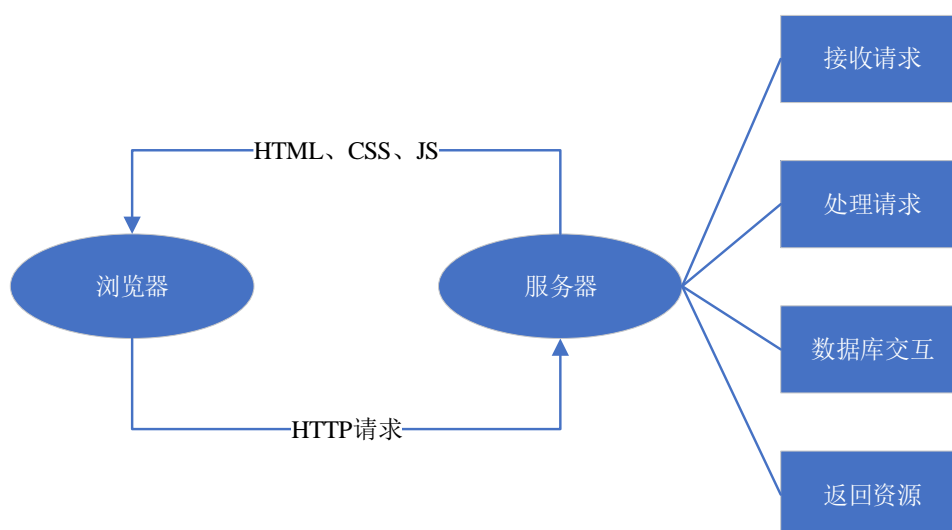 接收请求
HTML、CSS、JS
处理请求
浏览器
服务器
数据库交互
HTTP请求
返回资源